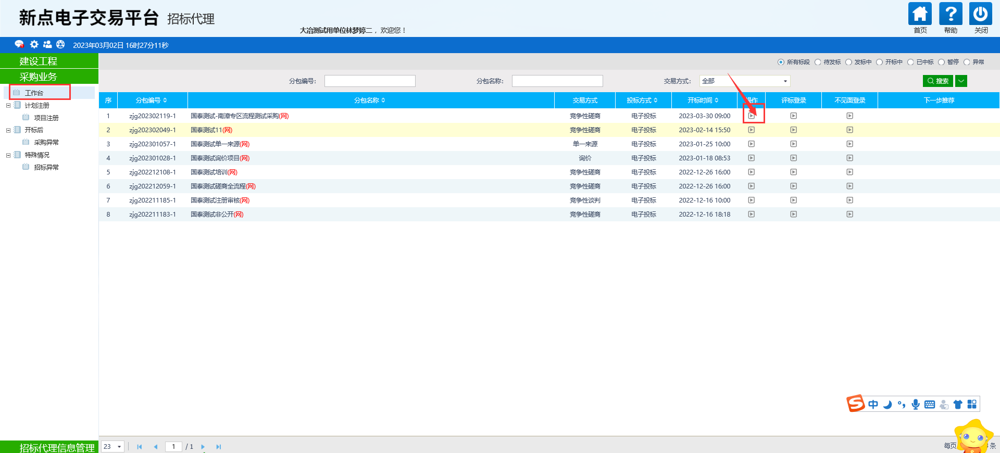 新点电子交易平台 招标代理
大冶测试用单位林梦婷二 ，欢迎您！
首页 帮助 关闭
2023年03月02日 16时27分11秒
建设工程
采购业务
工作台
计划注册
项目注册
开标后
采购异常
特殊情况
招标异常
招标代理信息管理
所有标段 待发标 发标中 开标中 已中标 暂停 异常
分包编号: 分包名称: 交易方式: 全部 搜索
序 分包编号 分包名称 交易方式 投标方式 开标时间 作 评标登录 不见面登录 下一步推荐
1 zjg202302119-1 国泰测试-南漳专区流程测试采购(网) 竞争性磋商 电子投标 2023-03-30 09:00
2 zjg202302049-1 国泰测试11(网) 竞争性磋商 电子投标 2023-02-14 15:50
3 zjg202301057-1 国泰测试单一来源(网) 单一来源 电子投标 2023-01-25 10:00
4 zjg202301028-1 国泰测试询价项目(网) 询价 电子投标 2023-01-18 08:53
5 zjg202212108-1 国泰测试培训(网) 竞争性磋商 电子投标 2022-12-26 16:00
6 zjg202212059-1 国泰测试磋商全流程(网) 竞争性磋商 电子投标 2022-12-26 16:00
7 zjg202211185-1 国泰测试注册审核(网) 竞争性谈判 电子投标 2022-12-16 10:00
8 zjg202211183-1 国泰测试非公开(网) 竞争性磋商 电子投标 2022-12-16 18:18
S 中
23 1 / 1 每页 条